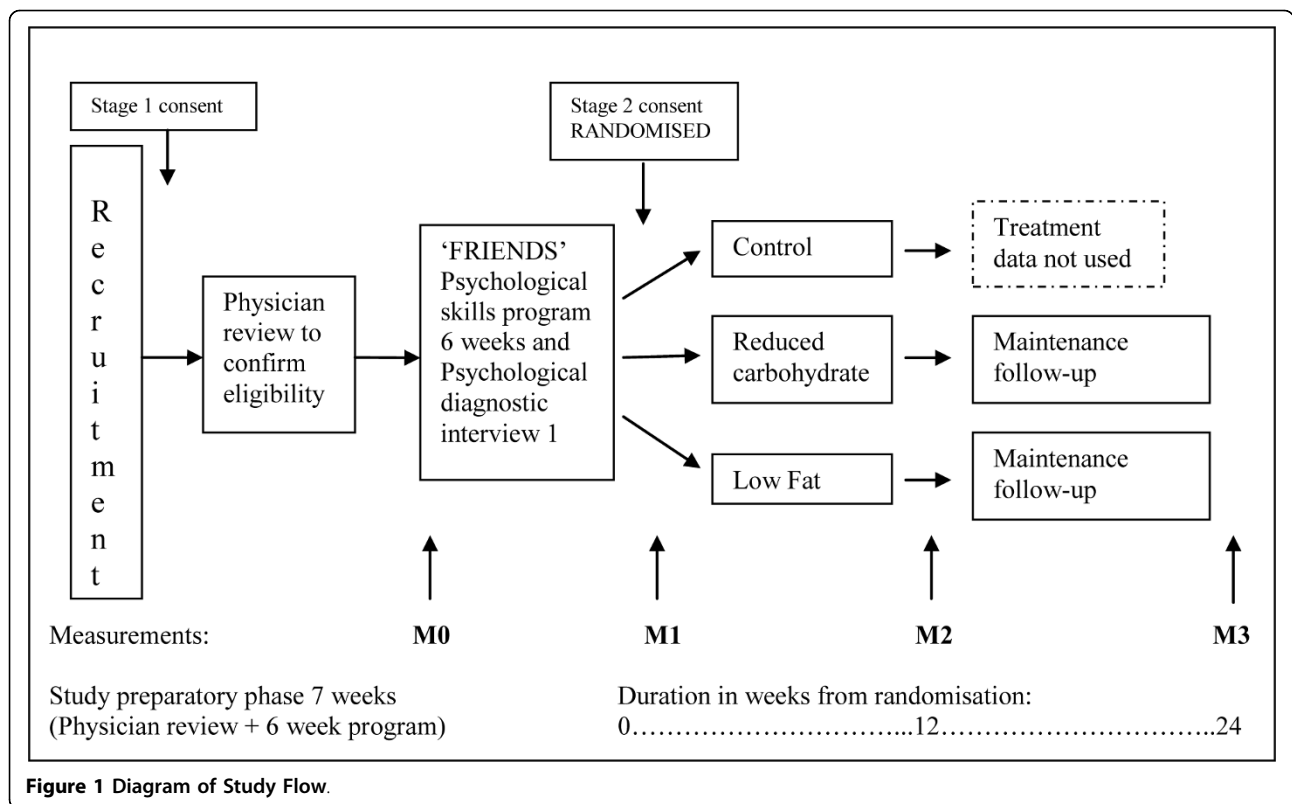 Stage 1 consent
Stage 2 consent
RANDOMISED
Recruitment
Physician
review to
confirm
eligibility
‘FRIENDS’
Psychological
skills program
6 weeks and
Psychological
diagnostic
interview 1
Control
Treatment
data not used
Reduced
carbohydrate
Maintenance
follow-up
Low Fat
Maintenance
follow-up
Measurements: M0 M1 M2 M3
Study preparatory phase 7 weeks
(Physician review + 6 week program)
Duration in weeks from randomisation:
0…………………………...12………………………..24
Figure 1 Diagram of Study Flow.